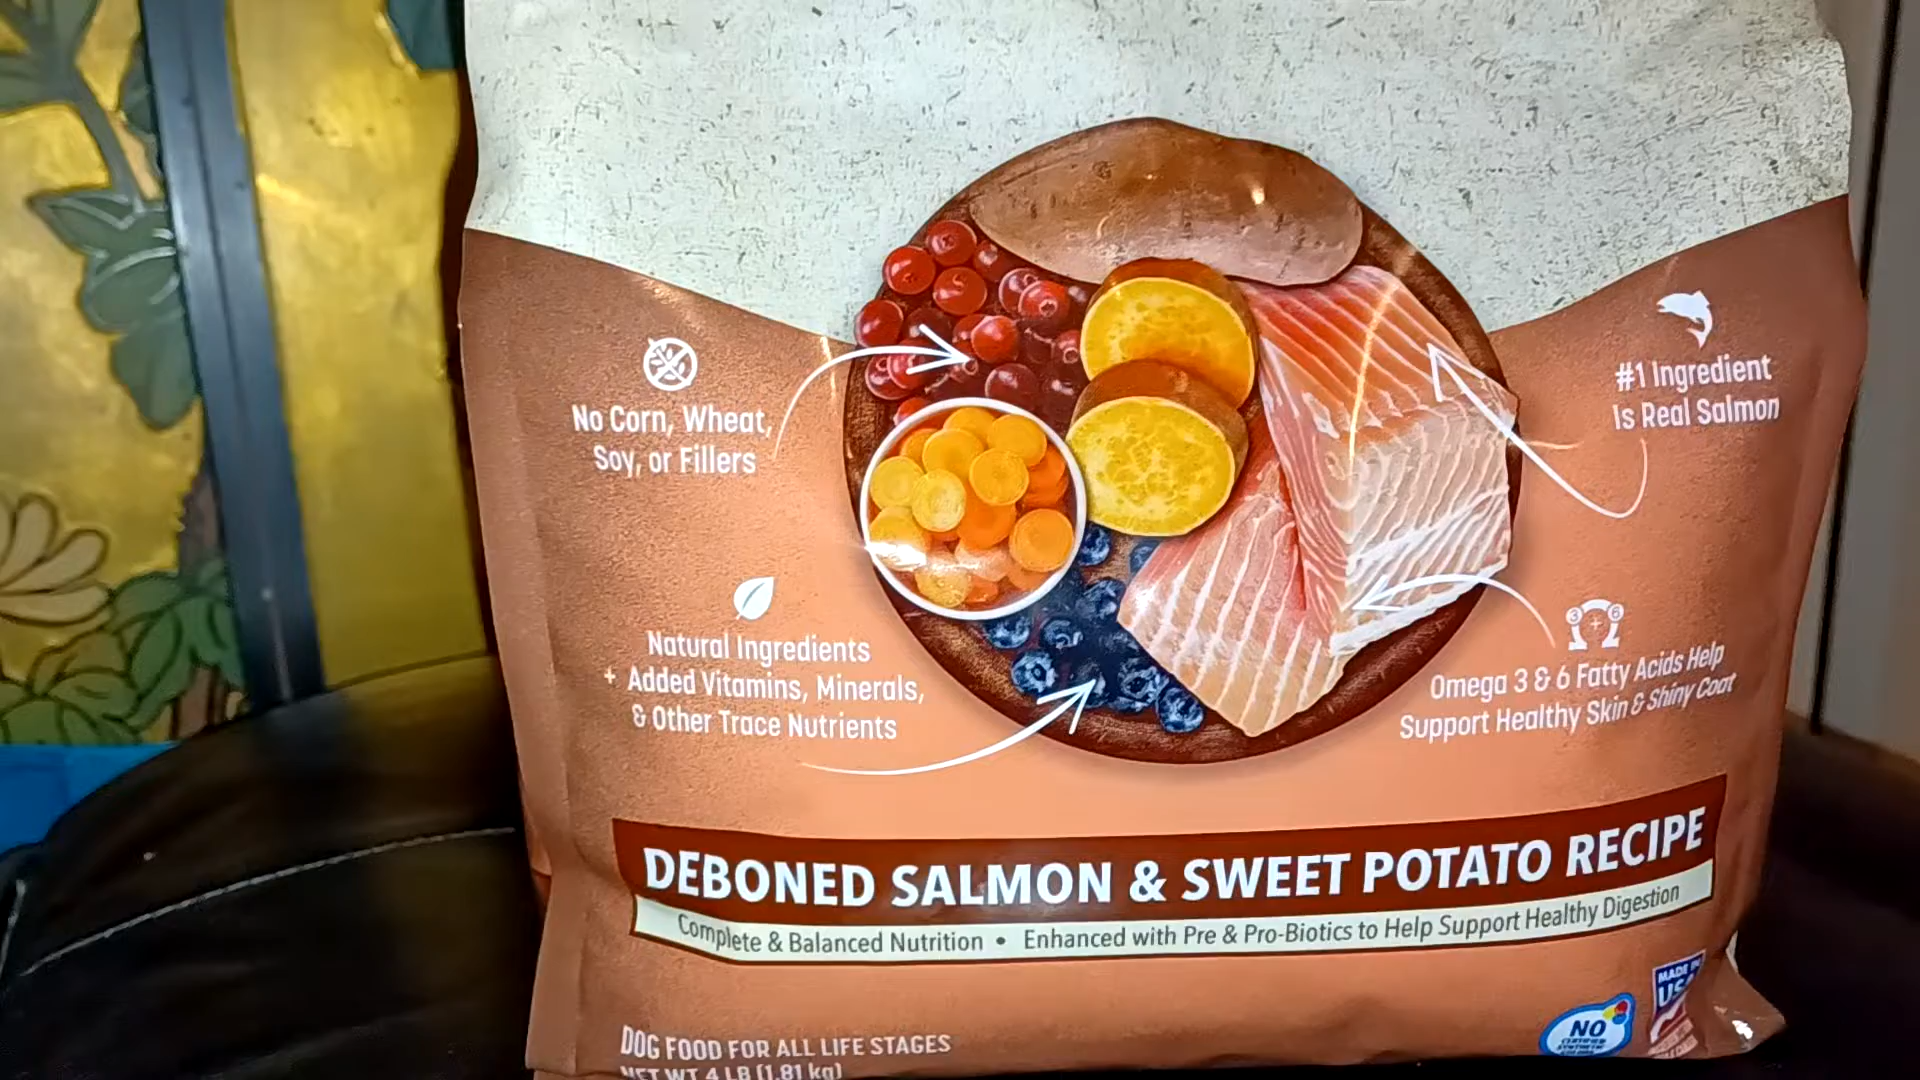 No Corn, Wheat,
Soy, or Fillers
#1 Ingredient
Is Real Salmon
Natural Ingredients
+ Added Vitamins, Minerals,
& Other Trace Nutrients
3 + 6
Omega 3 & 6 Fatty Acids Help
Support Healthy Skin & Shiny Coat
DEBONED SALMON & SWEET POTATO RECIPE
Complete & Balanced Nutrition • Enhanced with Pre & Pro-Biotics to Help Support Healthy Digestion
DOG FOOD FOR ALL LIFE STAGES
NET WT 4 LB (1.81 kg)
NO
MADE IN
USA